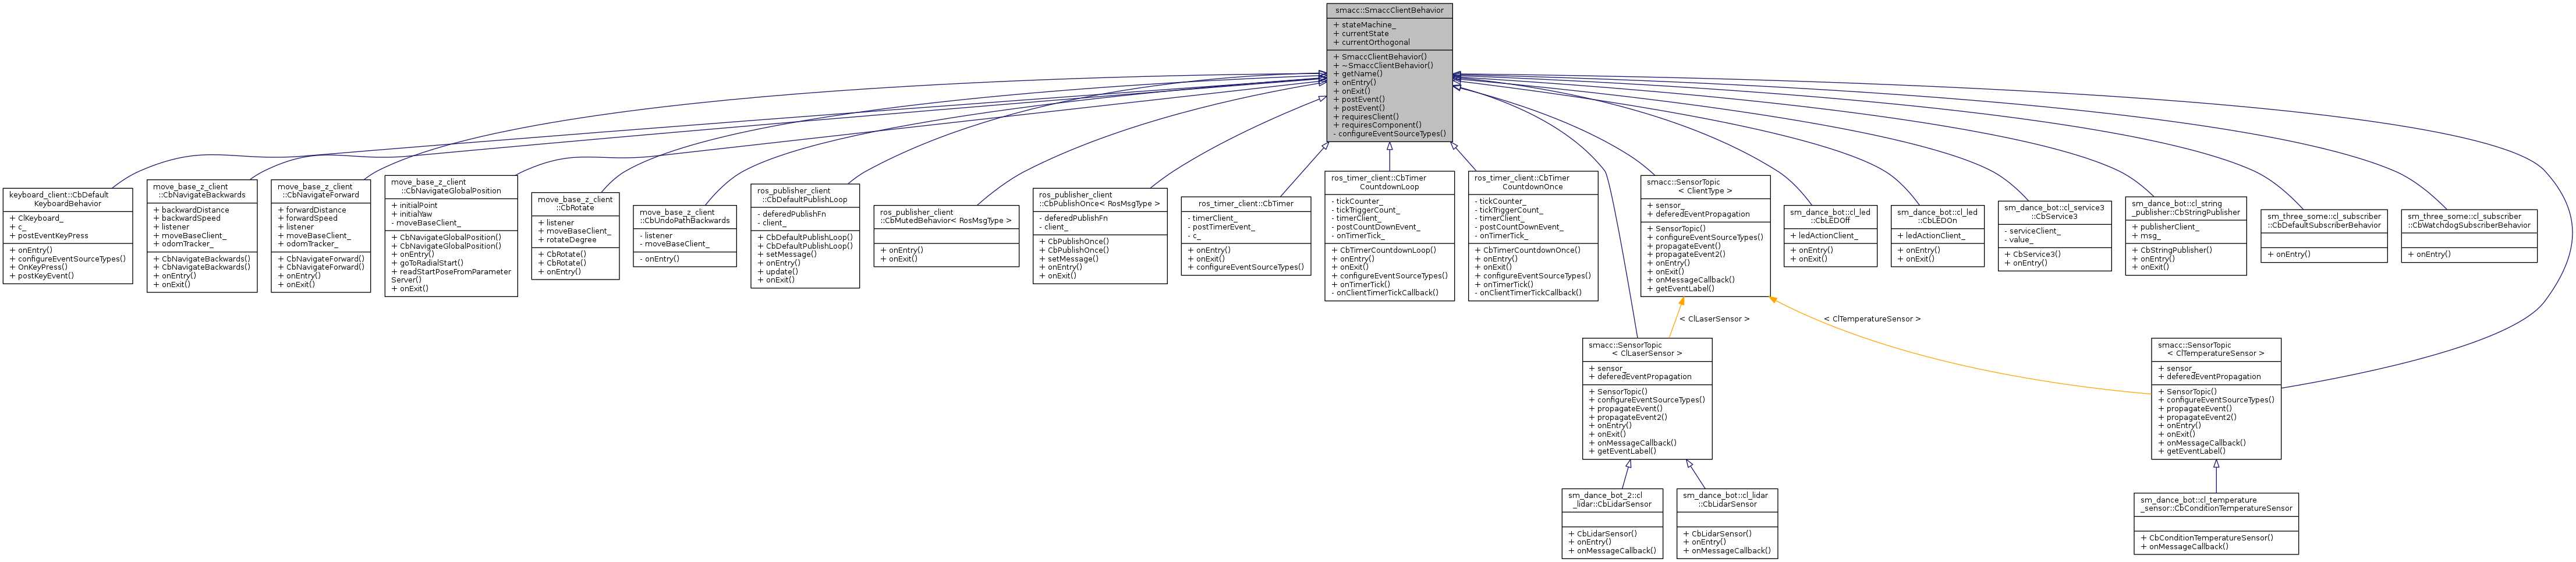 smacc::SmaccClientBehavior
+ stateMachine_
+ currentState
+ currentOrthogonal
+ SmaccClientBehavior()
+ ~SmaccClientBehavior()
+ getName()
+ onEntry()
+ onExit()
+ postEvent()
+ postEvent()
+ requiresClient()
+ requiresComponent()
- configureEventSourceTypes()
keyboard_client::CbDefault
KeyboardBehavior
+ ClKeyboard_
+ c_
+ postEventKeyPress
+ onEntry()
+ configureEventSourceTypes()
+ OnKeyPress()
+ postKeyEvent()
move_base_z_client
::CbNavigateBackwards
+ backwardDistance
+ backwardSpeed
+ listener
+ moveBaseClient_
+ odomTracker_
+ CbNavigateBackwards()
+ CbNavigateBackwards()
+ onEntry()
+ onExit()
move_base_z_client
::CbNavigateForward
+ forwardDistance
+ forwardSpeed
+ listener
+ moveBaseClient_
+ odomTracker_
+ CbNavigateForward()
+ CbNavigateForward()
+ onEntry()
+ onExit()
move_base_z_client
::CbNavigateGlobalPosition
+ initialPoint
+ initialYaw
- moveBaseClient_
+ CbNavigateGlobalPosition()
+ CbNavigateGlobalPosition()
+ onEntry()
+ goToRadialStart()
+ readStartPoseFromParameter
Server()
+ onExit()
move_base_z_client
::CbRotate
+ listener
+ moveBaseClient_
+ rotateDegree
+ CbRotate()
+ CbRotate()
+ onEntry()
move_base_z_client
::CbUndoPathBackwards
- listener
- moveBaseClient_
- onEntry()
ros_publisher_client
::CbDefaultPublishLoop
- deferedPublishFn
- client_
+ CbDefaultPublishLoop()
+ CbDefaultPublishLoop()
+ setMessage()
+ onEntry()
+ update()
+ onExit()
ros_publisher_client
::CbMutedBehavior< RosMsgType >
+ onEntry()
+ onExit()
ros_publisher_client
::CbPublishOnce< RosMsgType >
- deferedPublishFn
- client_
+ CbPublishOnce()
+ CbPublishOnce()
+ setMessage()
+ onEntry()
+ onExit()
ros_timer_client::CbTimer
- timerClient_
- postTimerEvent_
- c_
+ onEntry()
+ onExit()
+ configureEventSourceTypes()
ros_timer_client::CbTimer
CountdownLoop
- tickCounter_
- tickTriggerCount_
- timerClient_
- postCountDownEvent_
- onTimerTick_
+ CbTimerCountdownLoop()
+ onEntry()
+ onExit()
+ configureEventSourceTypes()
+ onTimerTick()
- onClientTimerTickCallback()
ros_timer_client::CbTimer
CountdownOnce
- tickCounter_
- tickTriggerCount_
- timerClient_
- postCountDownEvent_
- onTimerTick_
+ CbTimerCountdownOnce()
+ onEntry()
+ onExit()
+ configureEventSourceTypes()
+ onTimerTick()
- onClientTimerTickCallback()
smacc::SensorTopic
< ClientType >
+ sensor_
+ deferedEventPropagation
+ SensorTopic()
+ configureEventSourceTypes()
+ propagateEvent()
+ propagateEvent2()
+ onEntry()
+ onExit()
+ onMessageCallback()
+ getEventLabel()
sm_dance_bot::cl_led
::CbLEDOff
+ ledActionClient_
+ onEntry()
+ onExit()
sm_dance_bot::cl_led
::CbLEDOn
+ ledActionClient_
+ onEntry()
+ onExit()
sm_dance_bot::cl_service3
::CbService3
- serviceClient_
- value_
+ CbService3()
+ onEntry()
sm_dance_bot::cl_string
_publisher::CbStringPublisher
+ publisherClient_
+ msg_
+ CbStringPublisher()
+ onEntry()
+ onExit()
sm_three_some::cl_subscriber
::CbDefaultSubscriberBehavior
+ onEntry()
sm_three_some::cl_subscriber
::CbWatchdogSubscriberBehavior
+ onEntry()
< ClLaserSensor >
< ClTemperatureSensor >
smacc::SensorTopic
< ClLaserSensor >
+ sensor_
+ deferedEventPropagation
+ SensorTopic()
+ configureEventSourceTypes()
+ propagateEvent()
+ propagateEvent2()
+ onEntry()
+ onExit()
+ onMessageCallback()
+ getEventLabel()
smacc::SensorTopic
< ClTemperatureSensor >
+ sensor_
+ deferedEventPropagation
+ SensorTopic()
+ configureEventSourceTypes()
+ propagateEvent()
+ propagateEvent2()
+ onEntry()
+ onExit()
+ onMessageCallback()
+ getEventLabel()
sm_dance_bot_2::cl
_lidar::CbLidarSensor
+ CbLidarSensor()
+ onEntry()
+ onMessageCallback()
sm_dance_bot::cl_lidar
::CbLidarSensor
+ CbLidarSensor()
+ onEntry()
+ onMessageCallback()
sm_dance_bot::cl_temperature
_sensor::CbConditionTemperatureSensor
+ CbConditionTemperatureSensor()
+ onMessageCallback()